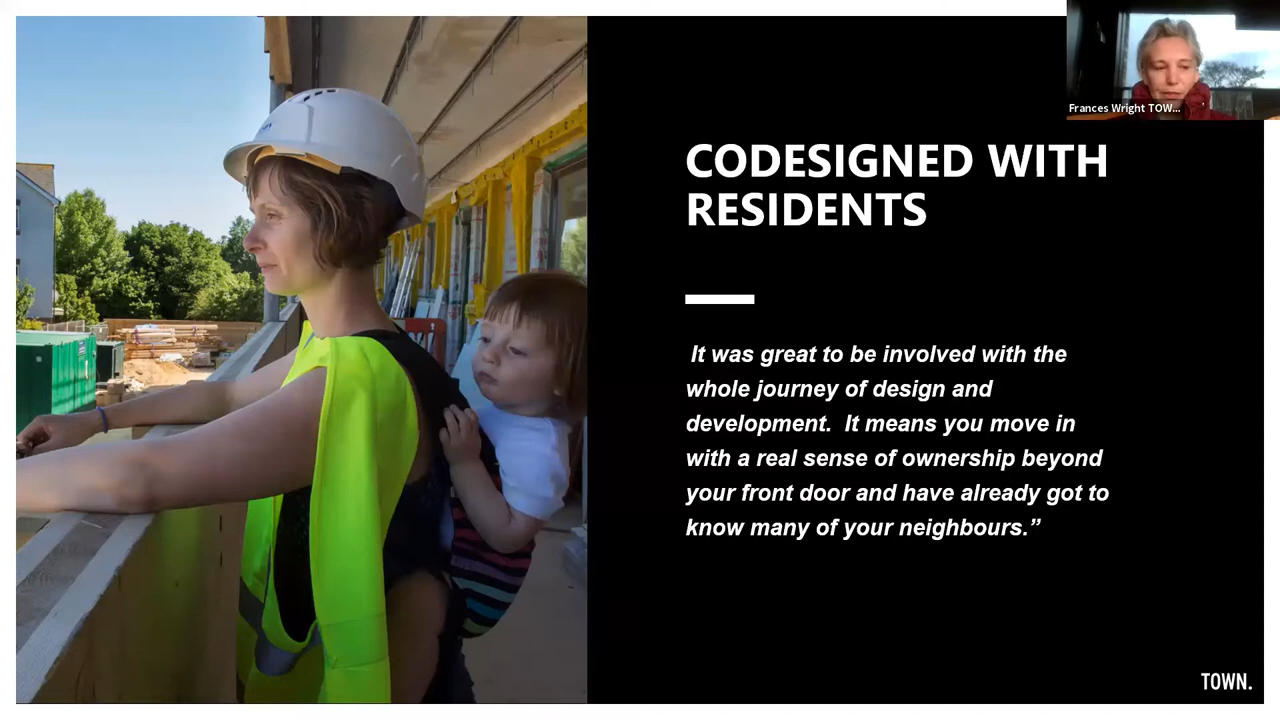 Frances Wright TOW...
CODESIGNED WITH
RESIDENTS
It was great to be involved with the
whole journey of design and
development.  It means you move in
with a real sense of ownership beyond
your front door and have already got to
know many of your neighbours.”
TOWN.